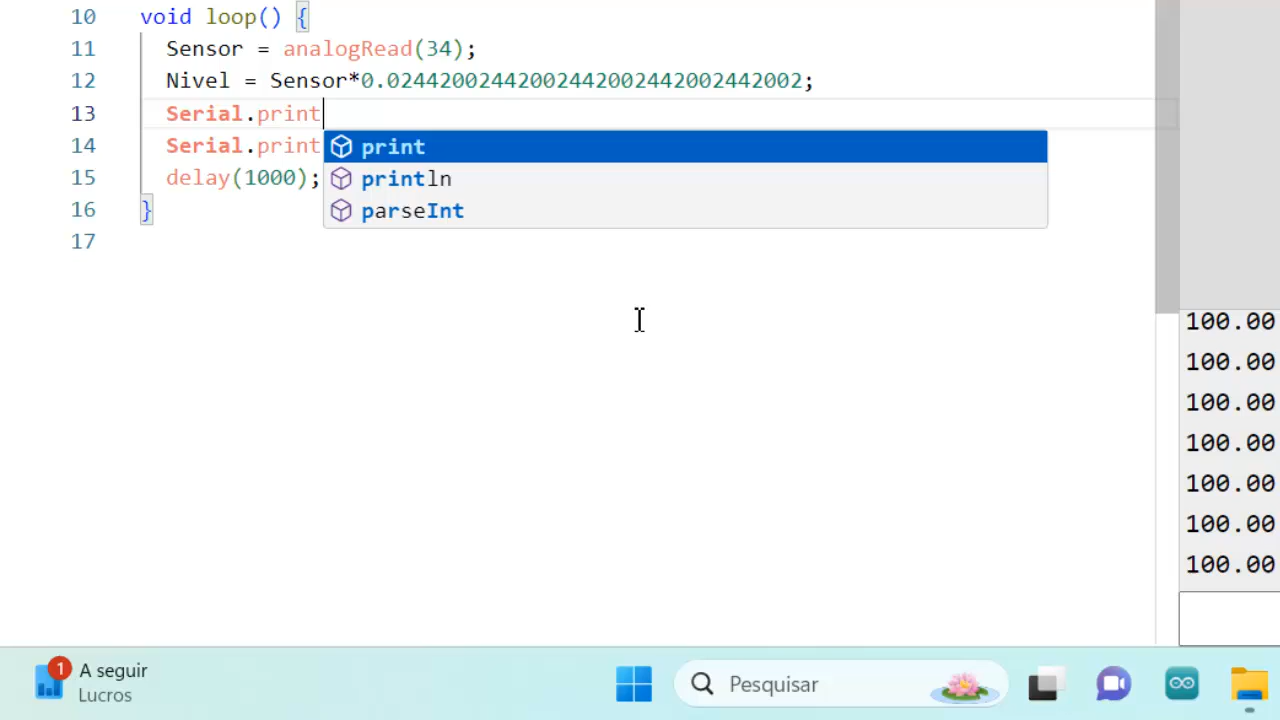 10 void loop() {
11 Sensor = analogRead(34);
12 Nivel = Sensor*0.02442002442002442002442002442002;
13 Serial.print
14 Serial.print
15 delay(1000);
16 }
17
print
println
parseInt
100.00
100.00
100.00
100.00
100.00
100.00
100.00
1
A seguir
Lucros
Pesquisar